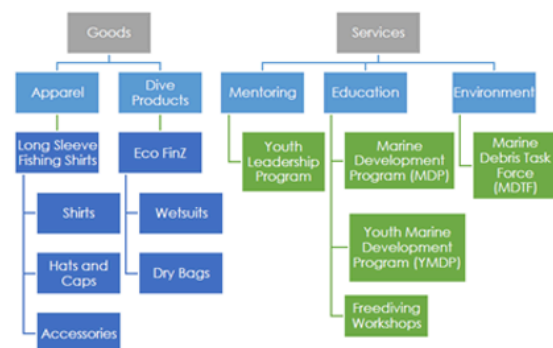 Goods
Services
Apparel
Dive
Products
Mentoring
Education
Environment
Long Sleeve
Fishing Shirts
Eco FinZ
Youth
Leadership
Program
Marine
Development
Program (MDP)
Marine
Debris Task
Force
(MDTF)
Shirts
Wetsuits
Youth Marine
Development
Program (YMDP)
Hats and
Caps
Dry Bags
Freediving
Workshops
Accessories